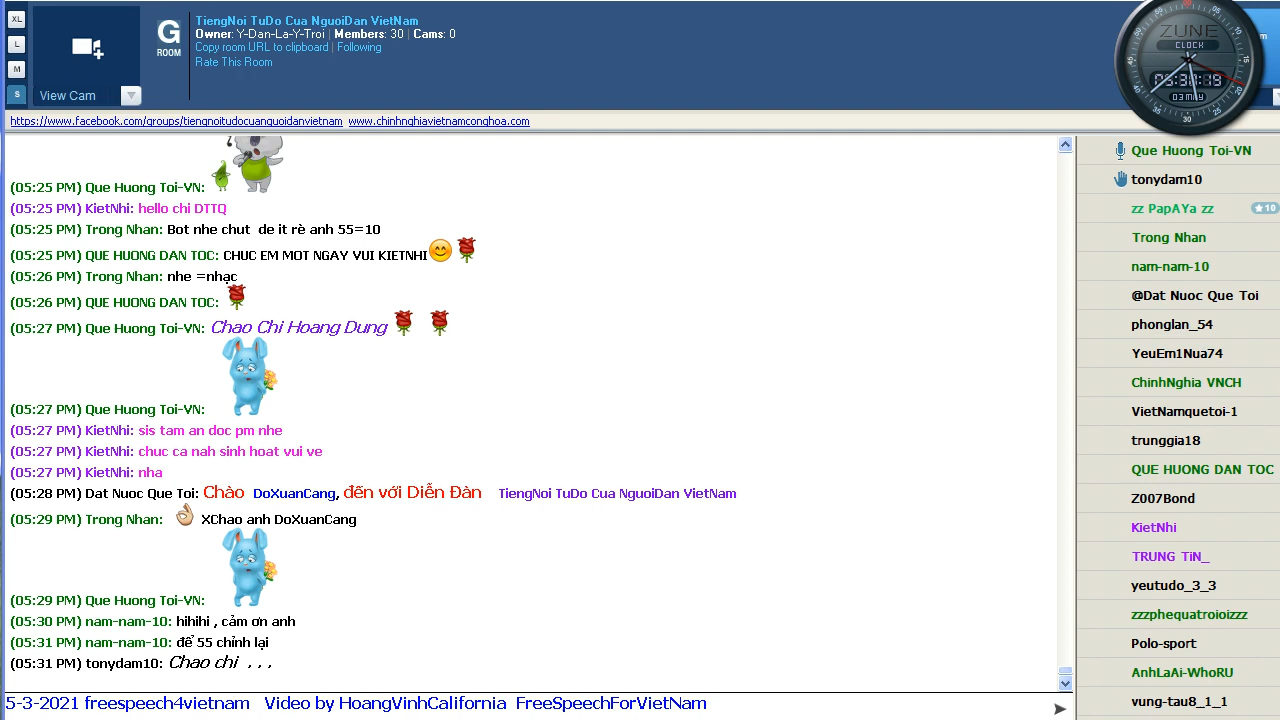 XL
L
M
S
View Cam
G
ROOM
TiengNoi TuDo Cua NguoiDan VietNam
Owner: Y-Dan-La-Y-Troi | Members: 30 | Cams: 0
Copy room URL to clipboard | Following
Rate This Room
ZUNE
CLOCK
03 MAY
https://www.facebook.com/groups/tiengnoitudocuanguoidanvietnam www.chinhnghiavietnamconghoa.com
(05:25 PM) Que Huong Toi-VN:
(05:25 PM) KietNhi: hello chi DTTQ
(05:25 PM) Trong Nhan: Bot nhe chut de it rè anh 55=10
(05:25 PM) QUE HUONG DAN TOC: CHUC EM MOT NGAY VUI KIETNHI
(05:26 PM) Trong Nhan: nhe =nhạc
(05:26 PM) QUE HUONG DAN TOC:
(05:27 PM) Que Huong Toi-VN: Chao Chi Hoang Dung
(05:27 PM) Que Huong Toi-VN:
(05:27 PM) KietNhi: sis tam an doc pm nhe
(05:27 PM) KietNhi: chuc ca nah sinh hoat vui ve
(05:27 PM) KietNhi: nha
(05:28 PM) Dat Nuoc Que Toi: Chào DoXuanCang, đến với Diễn Đàn TiengNoi TuDo Cua NguoiDan VietNam
(05:29 PM) Trong Nhan: XChao anh DoXuanCang
(05:29 PM) Que Huong Toi-VN:
(05:30 PM) nam-nam-10: hihihi , cảm ơn anh
(05:31 PM) nam-nam-10: để 55 chỉnh lại
(05:31 PM) tonydam10: Chao chi . . .
5-3-2021 freespeech4vietnam Video by HoangVinhCalifornia FreeSpeechForVietNam
Que Huong Toi-VN
tonydam10
zz PapAYa zz
10
Trong Nhan
nam-nam-10
@Dat Nuoc Que Toi
phonglan_54
YeuEm1Nua74
ChinhNghia VNCH
VietNamquetoi-1
trunggia18
QUE HUONG DAN TOC
Z007Bond
KietNhi
TRUNG TiN_
yeutudo_3_3
zzzphequatroioizzz
Polo-sport
AnhLaAi-WhoRU
vung-tau8_1_1